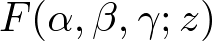 F(α, β, γ; z)